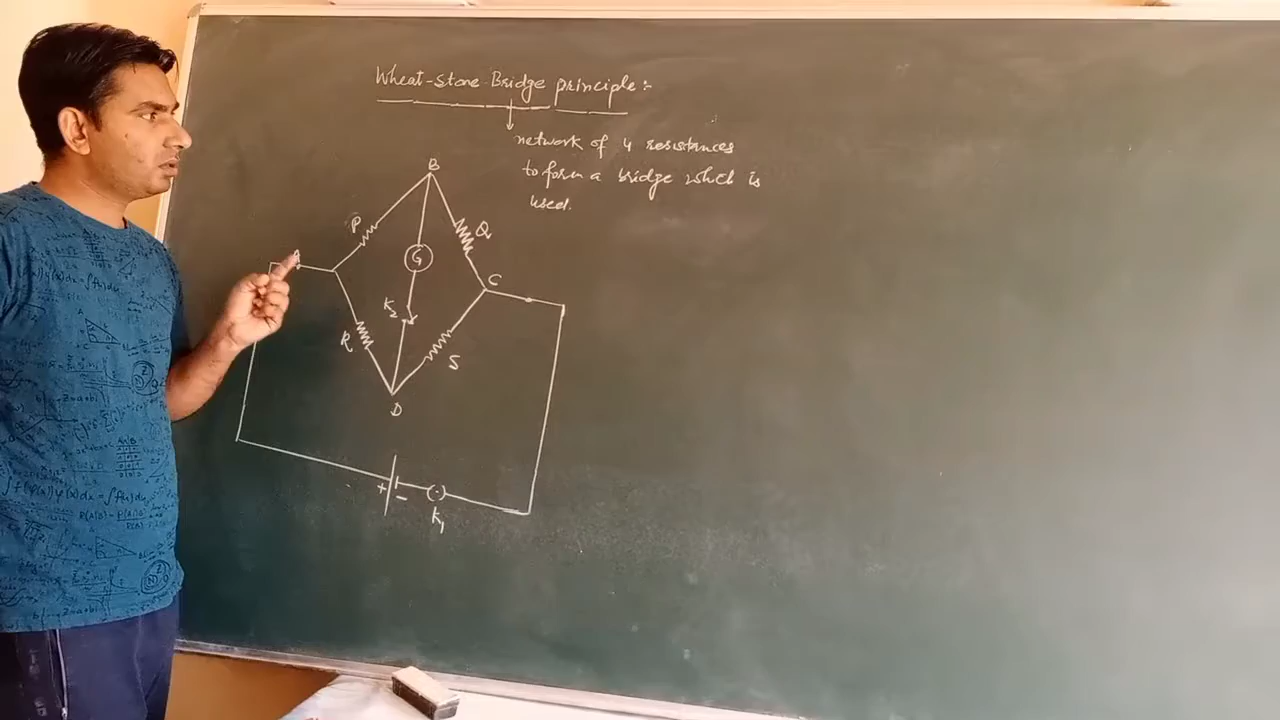 Wheat-stone Bridge principle:-
network of 4 resistances
to form a bridge which is
used.
B
P
Q
A
G
C
K2
R
S
D
+ -
K1